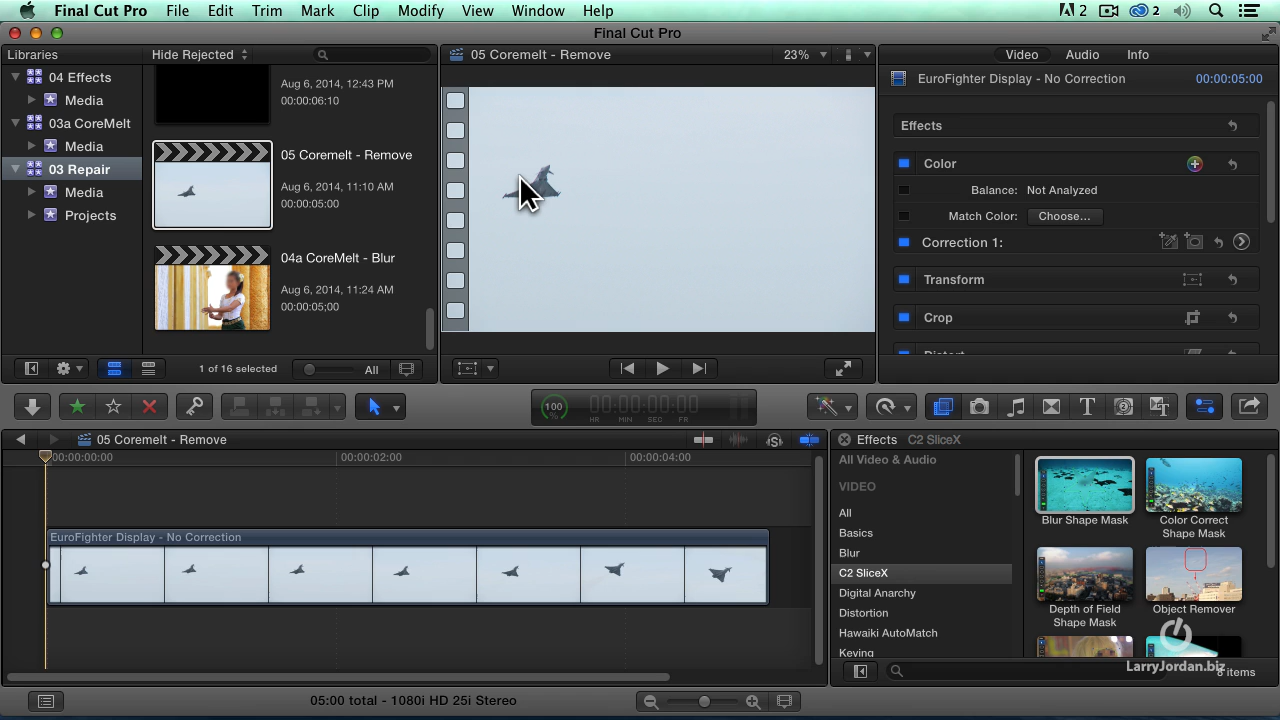 Final Cut Pro File Edit Trim Mark Clip Modify View Window Help 2 2
Final Cut Pro
Libraries
Hide Rejected
05 Coremelt - Remove
23%
Video Audio Info
04 Effects
Media
03a CoreMelt
Media
03 Repair
Media
Projects
Aug 6, 2014, 12:43 PM
00:00:06:10
05 Coremelt - Remove
Aug 6, 2014, 11:10 AM
00:00:05:00
04a CoreMelt - Blur
Aug 6, 2014, 11:24 AM
00:00:05;00
EuroFighter Display - No Correction 00:00:05:00
Effects
Color
Balance: Not Analyzed
Match Color: Choose...
Correction 1:
Transform
Crop
Distort
1 of 16 selected
All
100
%
00:00:00:00
HR MIN SEC FR
05 Coremelt - Remove
00:00:00:00 00:00:02:00 00:00:04:00
EuroFighter Display - No Correction
Effects C2 SliceX
All Video & Audio
VIDEO
All
Basics
Blur
C2 SliceX
Digital Anarchy
Distortion
Hawaiki AutoMatch
Keying
Blur Shape Mask
Color Correct
Shape Mask
Depth of Field
Shape Mask
Object Remover
LarryJordan.biz
items
05:00 total - 1080i HD 25i Stereo